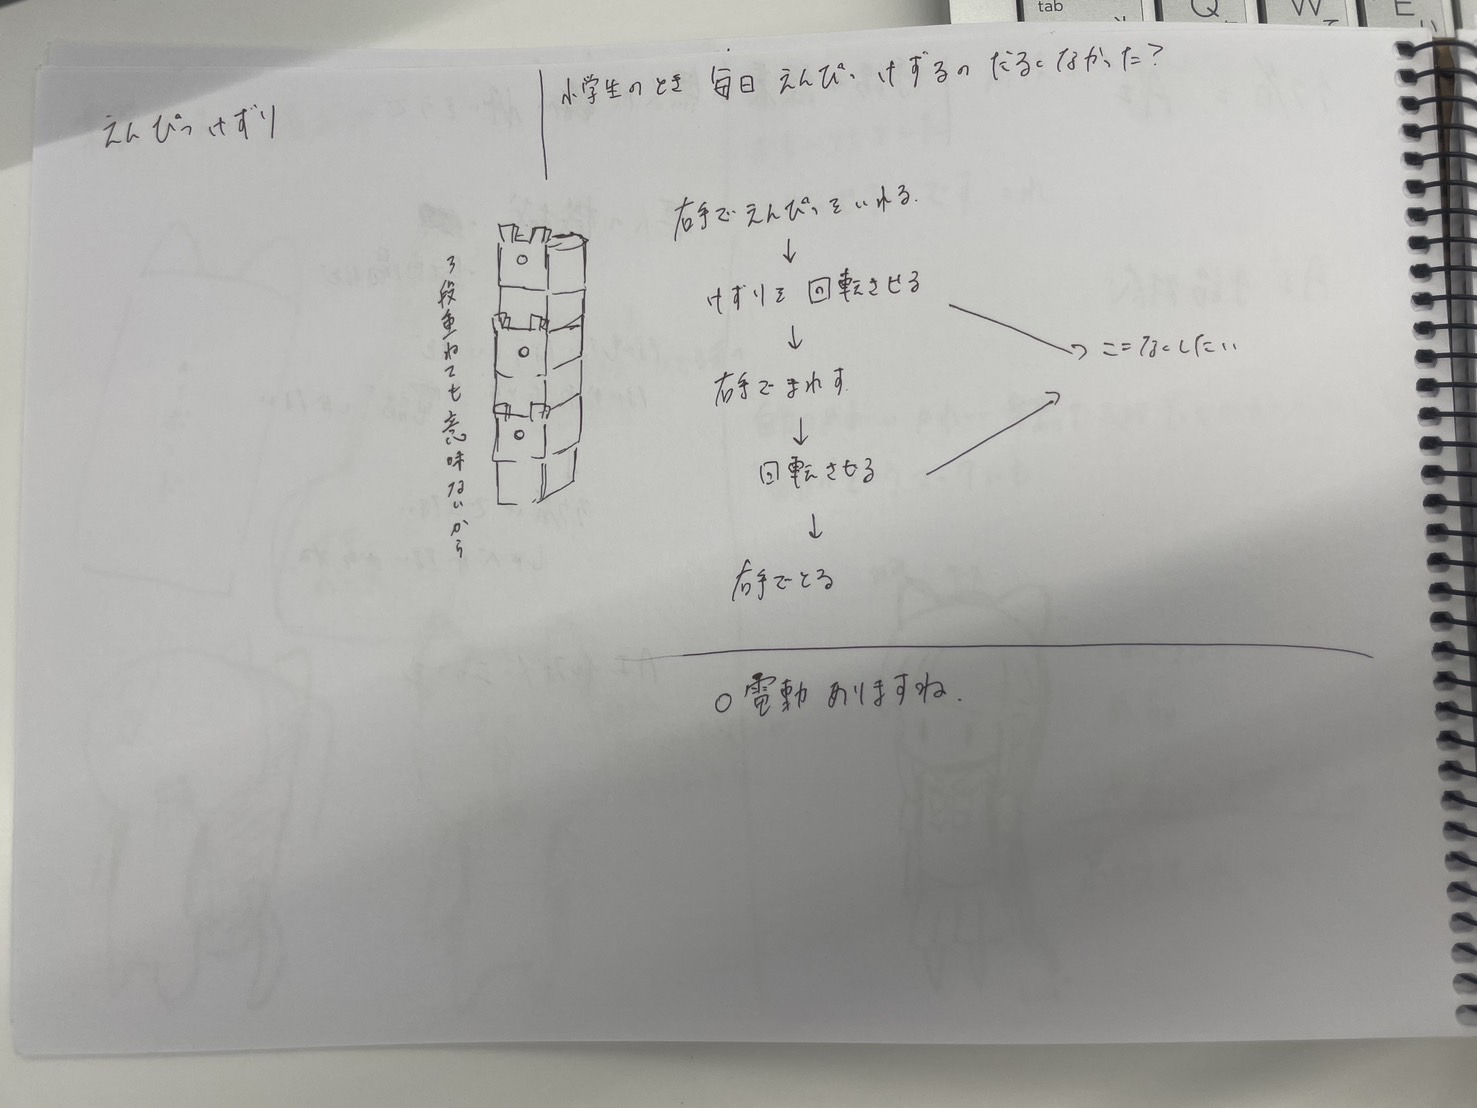 えんぴつけずり
小学生のとき 毎日 えんぴつ けずるの だるくなかった?
3段重ねても意味ないから
右手で えんぴつを いれる.
↓
けずりを 回転させる
↓
ここなくしたい
右手で まわす
↓
回転させる
↓
右手でとる
○電動 ありますね.
tab
Q
W
E